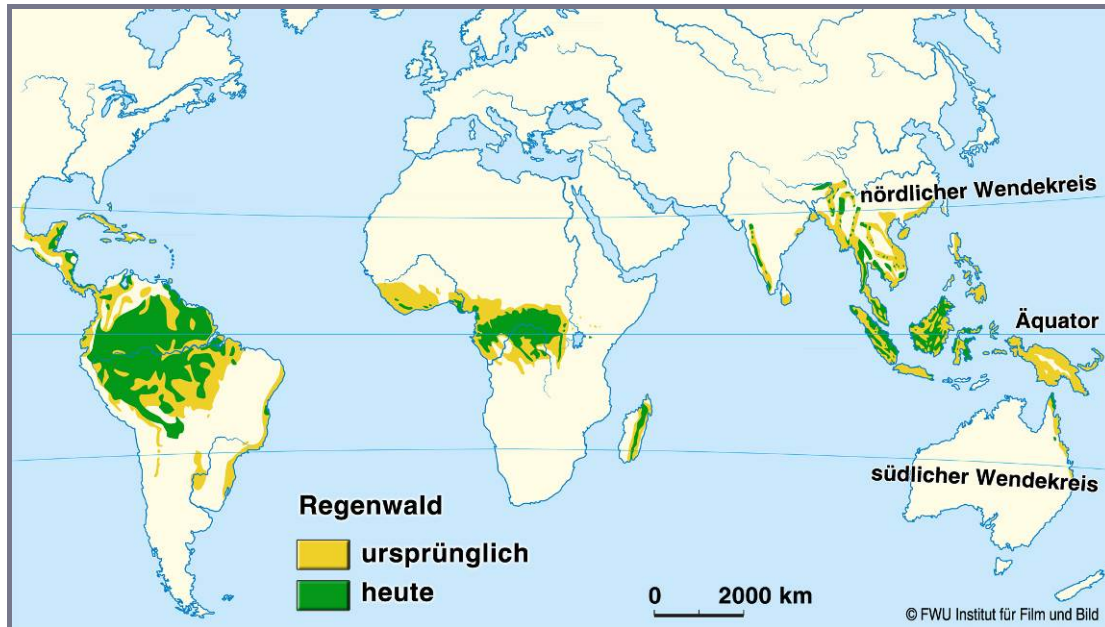 nördlicher Wendekreis
Äquator
südlicher Wendekreis
Regenwald
ursprünglich
heute
0 2000 km
© FWU Institut für Film und Bild